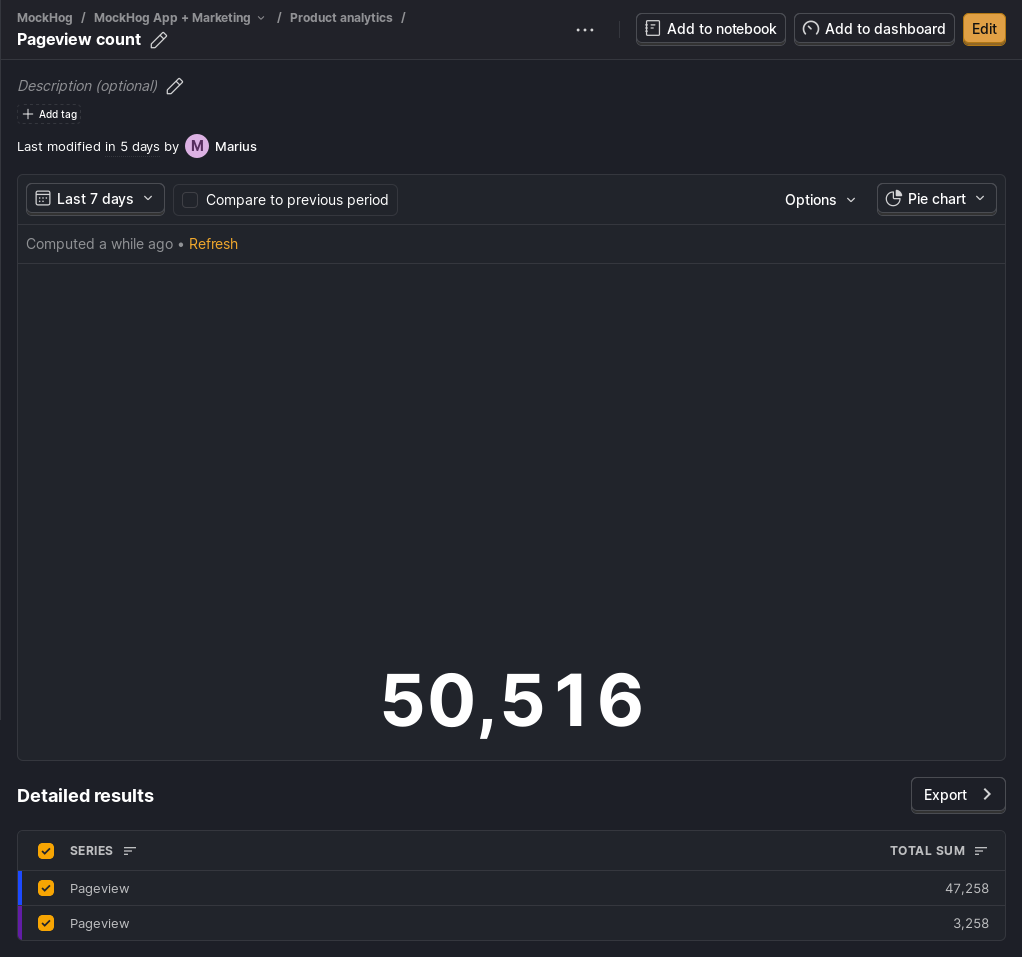 MockHog / MockHog App + Marketing / Product analytics /
Pageview count
Add to notebook
Add to dashboard
Edit
Description (optional)
Add tag
Last modified in 5 days by M Marius
Last 7 days
Compare to previous period
Options
Pie chart
Computed a while ago • Refresh
50,516
Detailed results
Export
SERIES TOTAL SUM
Pageview 47,258
Pageview 3,258